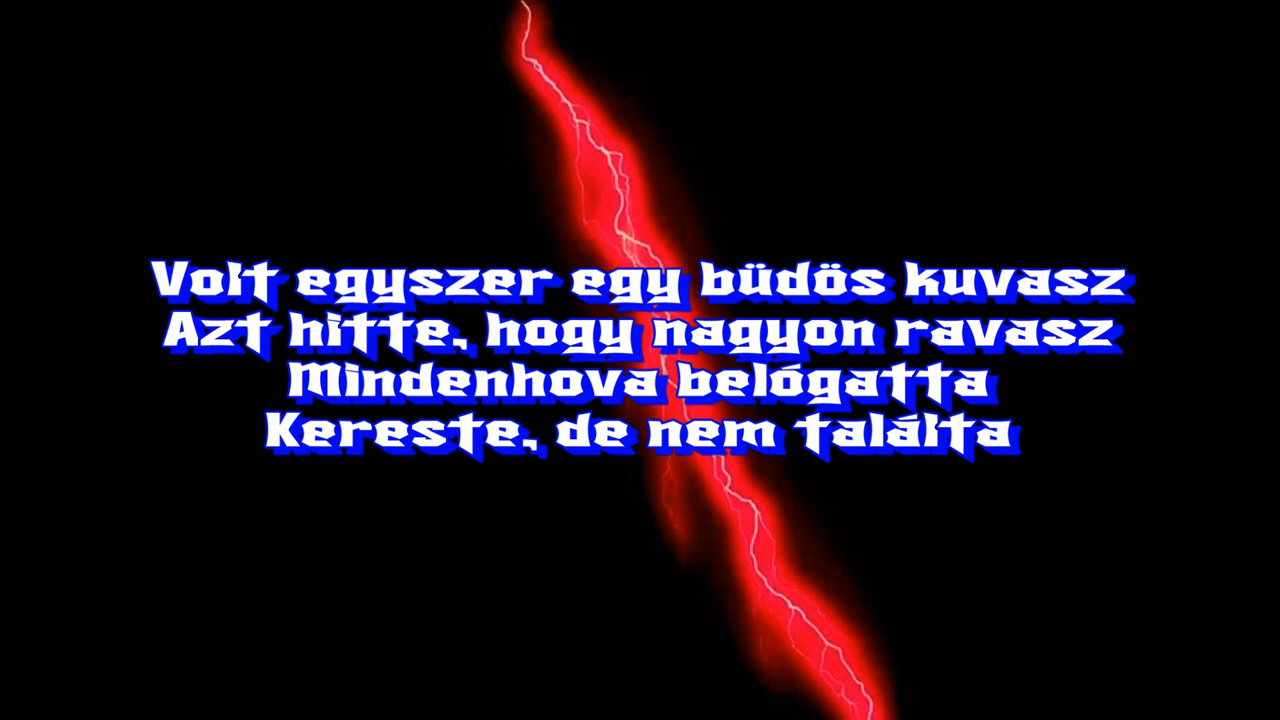 Volt egyszer egy büdös kuvasz
Azt hitte, hogy nagyon ravasz
Mindenhova belógatta
Kereste, de nem találta